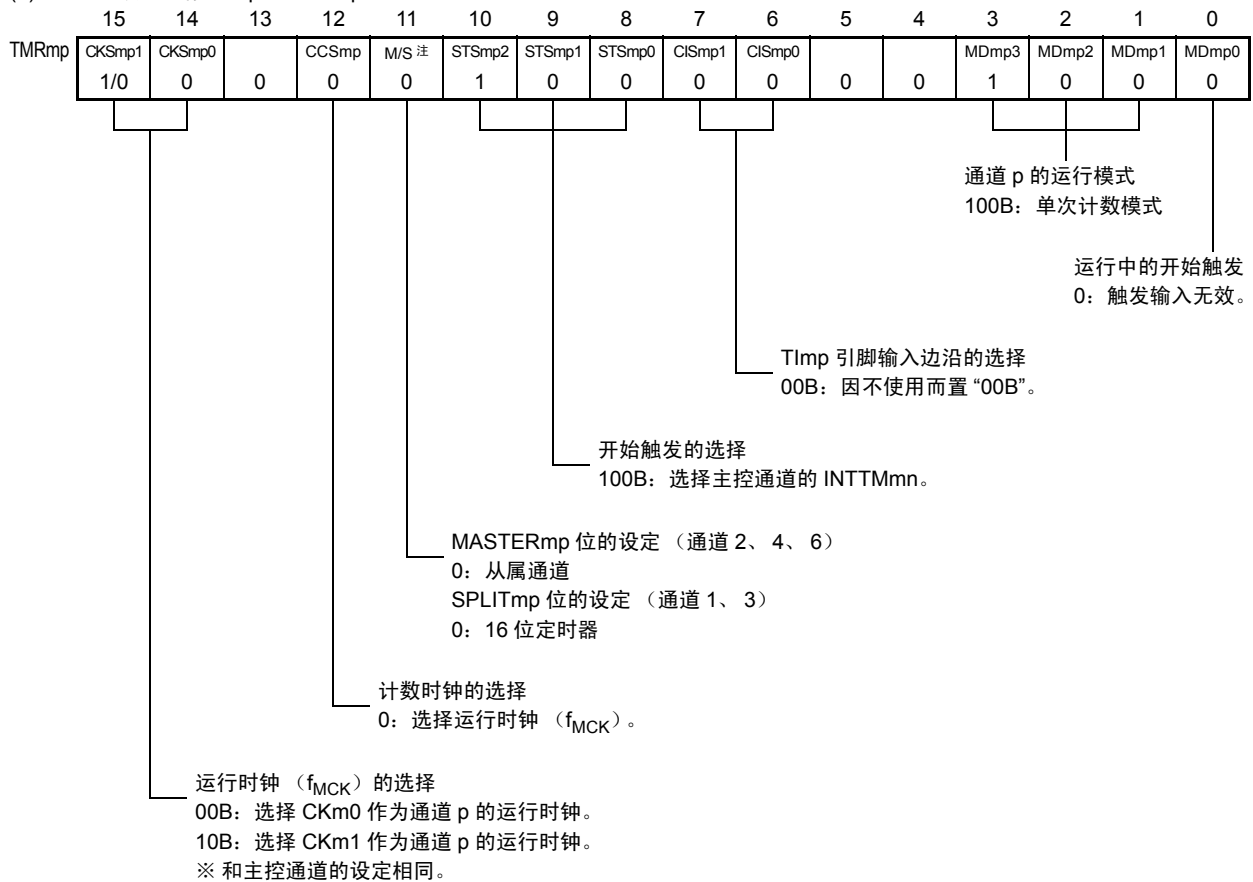 15 14 13 12 11 10 9 8 7 6 5 4 3 2 1 0
TMRmp CKSmp1 CKSmp0 CCSmp M/S 注 STSmp2 STSmp1 STSmp0 CISmp1 CISmp0 MDmp3 MDmp2 MDmp1 MDmp0
1/0 0 0 0 0 1 0 0 0 0 0 0 1 0 0 0
通道 p 的运行模式
100B：单次计数模式
运行中的开始触发
0：触发输入无效。
TImp 引脚输入边沿的选择
00B：因不使用而置 “00B”。
开始触发的选择
100B：选择主控通道的 INTTMmn。
MASTERmp 位的设定 （通道 2、 4、 6）
0：从属通道
SPLITmp 位的设定 （通道 1、 3）
0：16 位定时器
计数时钟的选择
0：选择运行时钟 （fMCK）。
运行时钟 （fMCK）的选择
00B：选择 CKm0 作为通道 p 的运行时钟。
10B：选择 CKm1 作为通道 p 的运行时钟。
※ 和主控通道的设定相同。